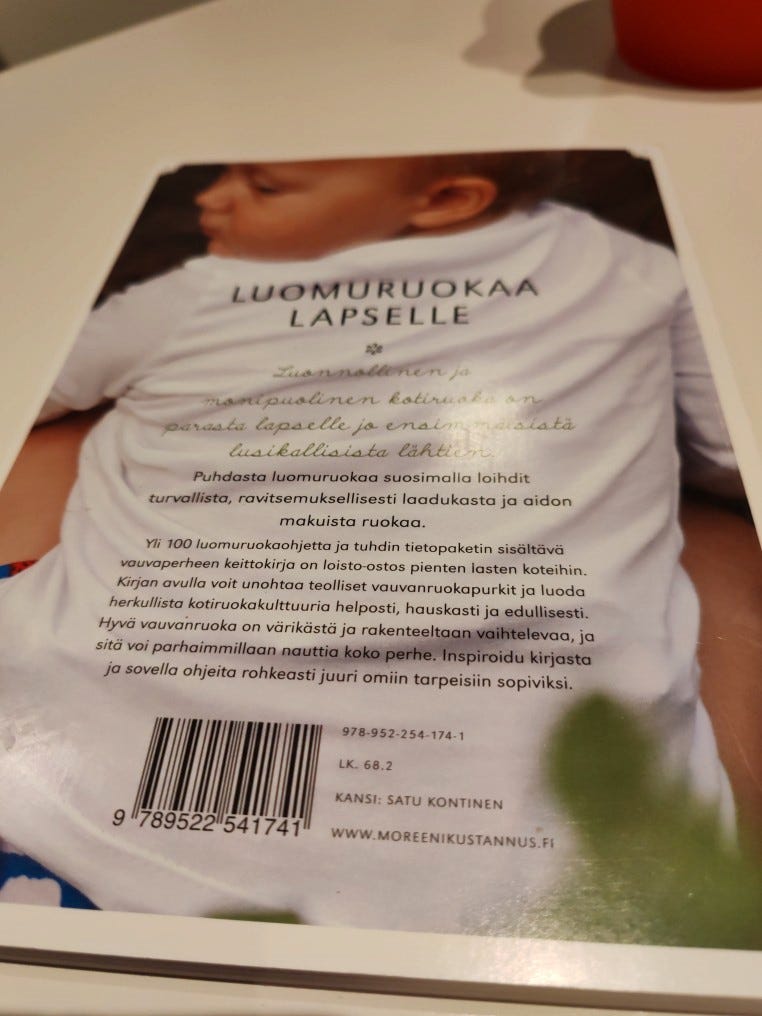 LUOMURUOKAA
LAPSELLE
Luonnollinen ja
monipuolinen kotiruoka on
parasta lapselle jo ensimmäisistä
lusikallisista lähtien.
Puhdasta luomuruokaa suosimalla loihdit
turvallista, ravitsemuksellisesti laadukasta ja aidon
makuista ruokaa.
Yli 100 luomuruokaohjetta ja tuhdin tietopaketin sisältävä
vauvaperheen keittokirja on loisto-ostos pienten lasten koteihin.
Kirjan avulla voit unohtaa teolliset vauvanruokapurkit ja luoda
herkullista kotiruokakulttuuria helposti, hauskasti ja edullisesti.
Hyvä vauvanruoka on värikästä ja rakenteeltaan vaihtelevaa, ja
sitä voi parhaimmillaan nauttia koko perhe. Inspiroidu kirjasta
ja sovella ohjeita rohkeasti juuri omiin tarpeisiin sopiviksi.
978-952-254-174-1
LK. 68.2
KANSI: SATU KONTINEN
WWW.MOREENIKUSTANNUS.FI
9 789522 541741